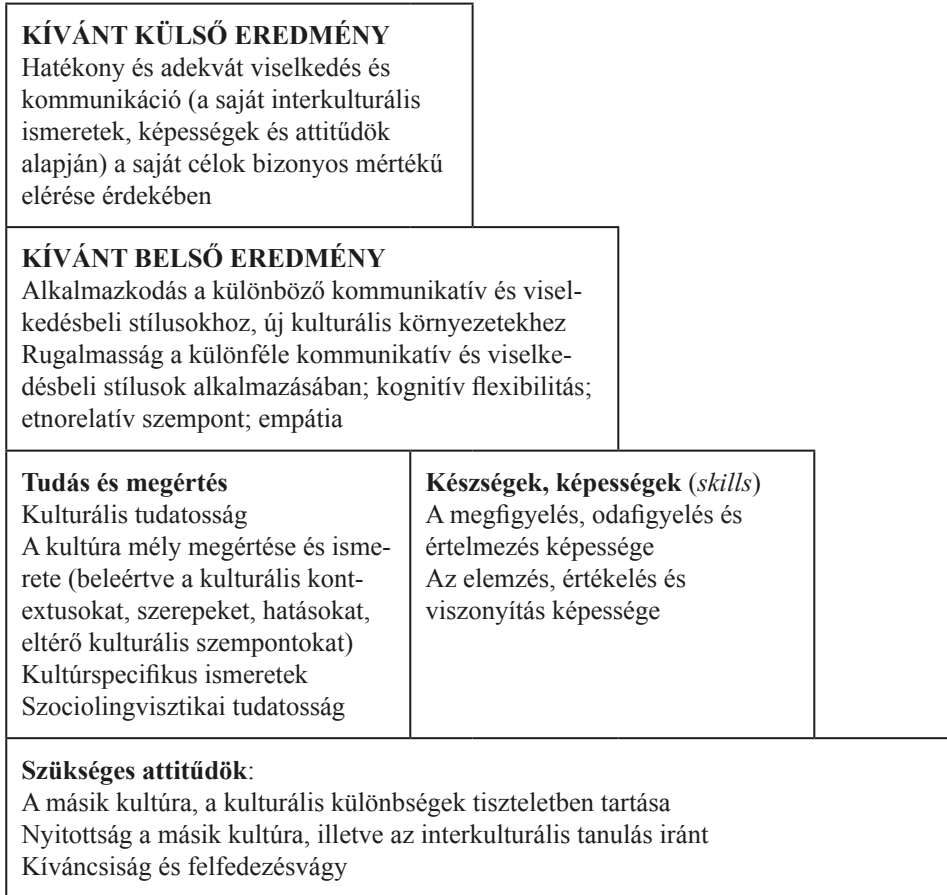 KÍVÁNT KÜLSŐ EREDMÉNY
Hatékony és adekvát viselkedés és
kommunikáció (a saját interkulturális
ismeretek, képességek és attitűdök
alapján) a saját célok bizonyos mértékű
elérése érdekében
KÍVÁNT BELSŐ EREDMÉNY
Alkalmazkodás a különböző kommunikatív és visel-
kedésbeli stílusokhoz, új kulturális környezetekhez
Rugalmasság a különféle kommunikatív és viselke-
désbeli stílusok alkalmazásában; kognitív flexibilitás;
etnorelatív szempont; empátia
Tudás és megértés
Kulturális tudatosság
A kultúra mély megértése és isme-
rete (beleértve a kulturális kont-
extusokat, szerepeket, hatásokat,
eltérő kulturális szempontokat)
Kultúrspecifikus ismeretek
Szociolingvisztikai tudatosság
Készségek, képességek (skills)
A megfigyelés, odafigyelés és
értelmezés képessége
Az elemzés, értékelés és
viszonyítás képessége
Szükséges attitűdök:
A másik kultúra, a kulturális különbségek tiszteletben tartása
Nyitottság a másik kultúra, illetve az interkulturális tanulás iránt
Kíváncsiság és felfedezésvágy